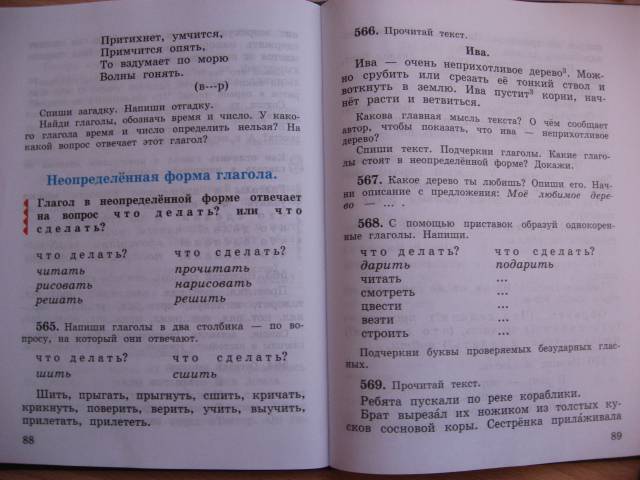 Притихнет, умчится,
Примчится опять,
То вздумает по морю
Волны гонять.
(в---р)
Спиши загадку. Напиши отгадку.
Найди глаголы, обозначь время и число. У како-
го глагола время и число определить нельзя? На
какой вопрос отвечает этот глагол?
Неопределённая форма глагола.
Глагол в неопределённой форме отвечает
на вопрос что делать? или что
сделать?
что делать? что сделать?
читать прочитать
рисовать нарисовать
решать решить
565. Напиши глаголы в два столбика — по во-
просу, на который они отвечают.
что делать? что сделать?
шить сшить
Шить, прыгать, прыгнуть, сшить, кричать,
крикнуть, поверить, верить, учить, выучить,
прилетать, прилететь.
88
566. Прочитай текст.
Ива.
Ива — очень неприхотливое дерево³. Мож-
но срубить или срезать её тонкий ствол и
воткнуть в землю. Ива пустит³ корни, нач-
нёт расти и ветвиться.
Какова главная мысль текста? О чём сообщает
автор, чтобы показать, что ива — неприхотливое
дерево?
Спиши текст. Подчеркни глаголы. Какие глаго-
лы стоят в неопределённой форме? Докажи.
567. Какое дерево ты любишь? Опиши его. Нач-
ни описание с предложения: Моё любимое дере-
во — ... .
568. С помощью приставок образуй однокорен-
ные глаголы. Напиши.
что делать? что сделать?
дарить подарить
читать ...
смотреть ...
цвести ...
везти ...
строить ...
Подчеркни буквы проверяемых безударных глас-
ных.
569. Прочитай текст.
Ребята пускали по реке кораблики.
Брат вырезал их ножиком из толстых ку-
сков сосновой коры. Сестрёнка прилаживала
89